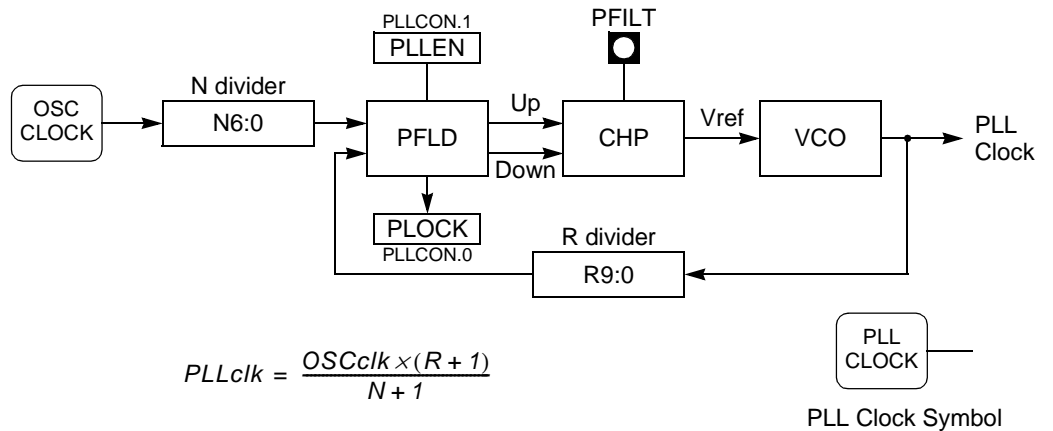 PLLCON.1
PLLEN
PFILT
OSC
CLOCK
N divider
N6:0
PFLD
Up
Down
CHP
Vref
VCO
PLL
Clock
PLOCK
PLLCON.0
R divider
R9:0
PLLclk = OSCclk × (R + 1)
N + 1
PLL
CLOCK
PLL Clock Symbol